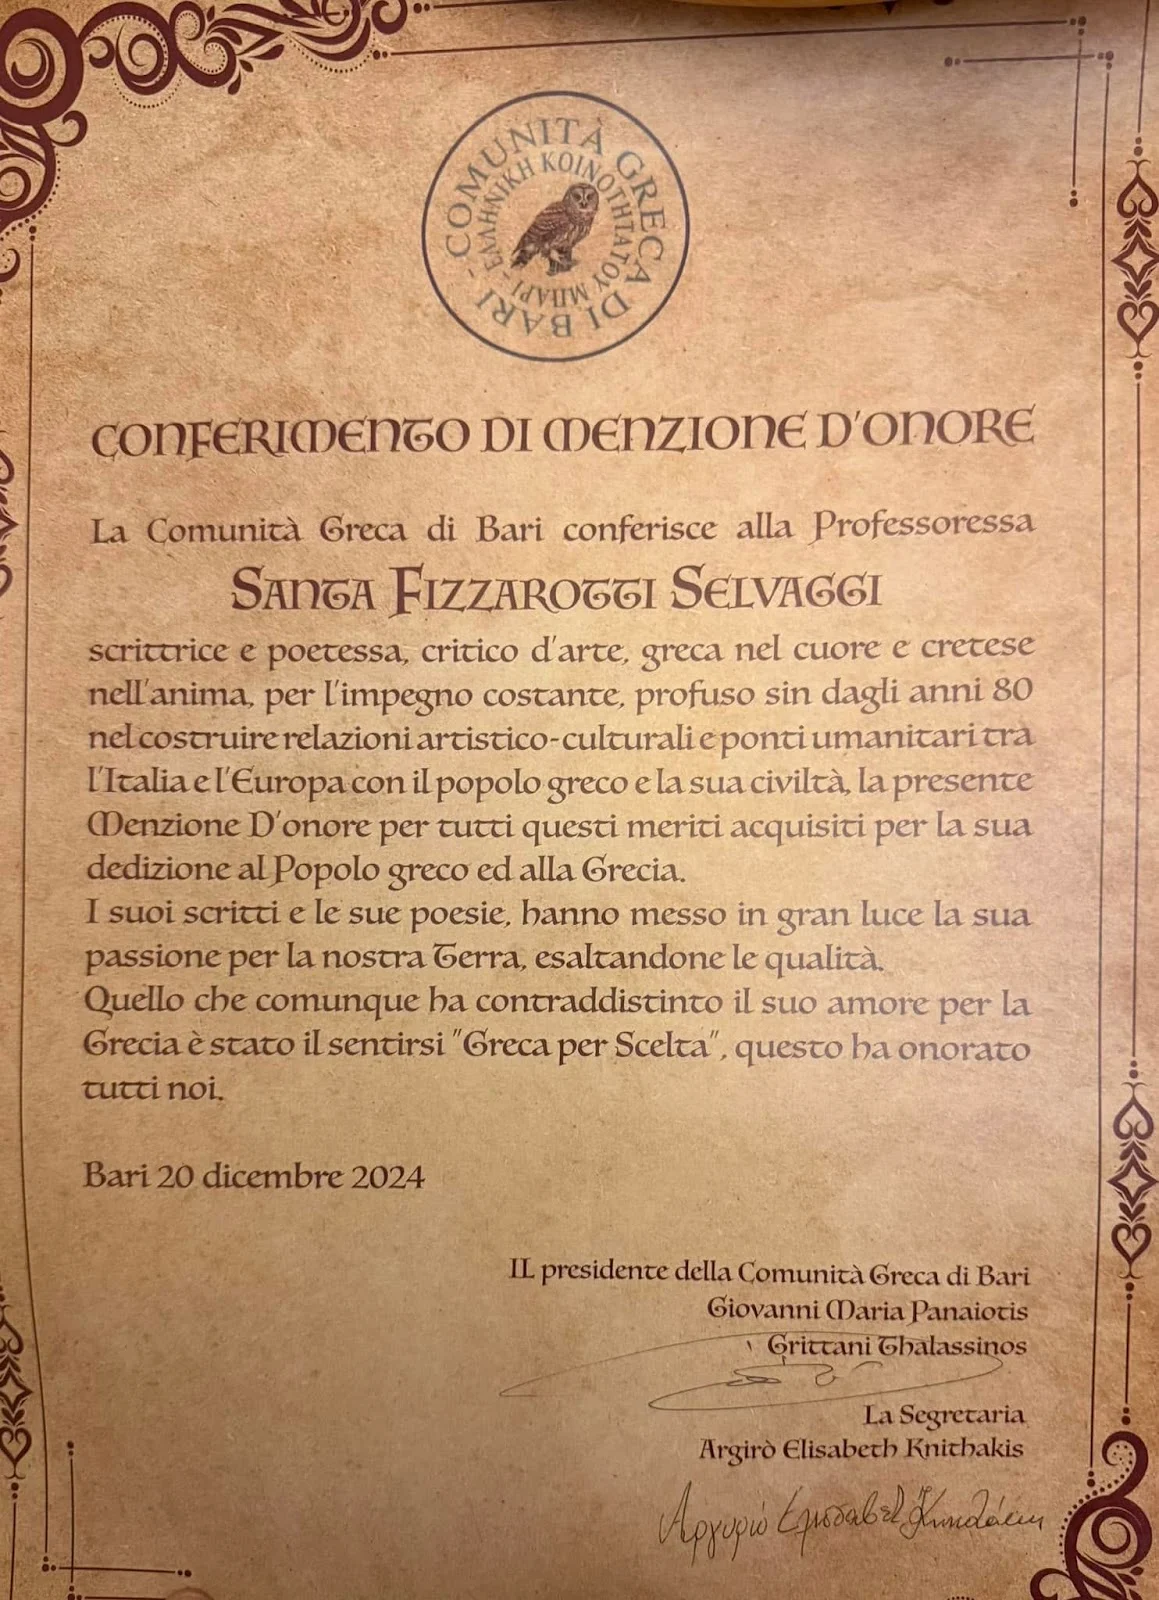 COMUNITÀ GRECA DI BARI -
ΕΛΛΗΝΙΚΗ ΚΟΙΝΟΤΗΤΑ ΤΟΥ ΜΠΑΡΙ -
CONFERIMENTO DI MENZIONE D'ONORE
La Comunità Greca di Bari conferisce alla Professoressa
SANTA FIZZAROTTI SELVAGGI
scrittrice e poetessa, critico d'arte, greca nel cuore e cretese
nell'anima, per l'impegno costante, profuso sin dagli anni 80
nel costruire relazioni artistico-culturali e ponti umanitari tra
l'Italia e l'Europa con il popolo greco e la sua civiltà, la presente
Menzione D'onore per tutti questi meriti acquisiti per la sua
dedizione al Popolo greco ed alla Grecia.
I suoi scritti e le sue poesie, hanno messo in gran luce la sua
passione per la nostra Terra, esaltandone le qualità.
Quello che comunque ha contraddistinto il suo amore per la
Grecia è stato il sentirsi "Greca per Scelta", questo ha onorato
tutti noi.
Bari 20 dicembre 2024
IL presidente della Comunità Greca di Bari
Giovanni Maria Panaiotis
Grittani Thalassinos
La Segretaria
Argirò Elisabeth Knithakis
Αργυρώ